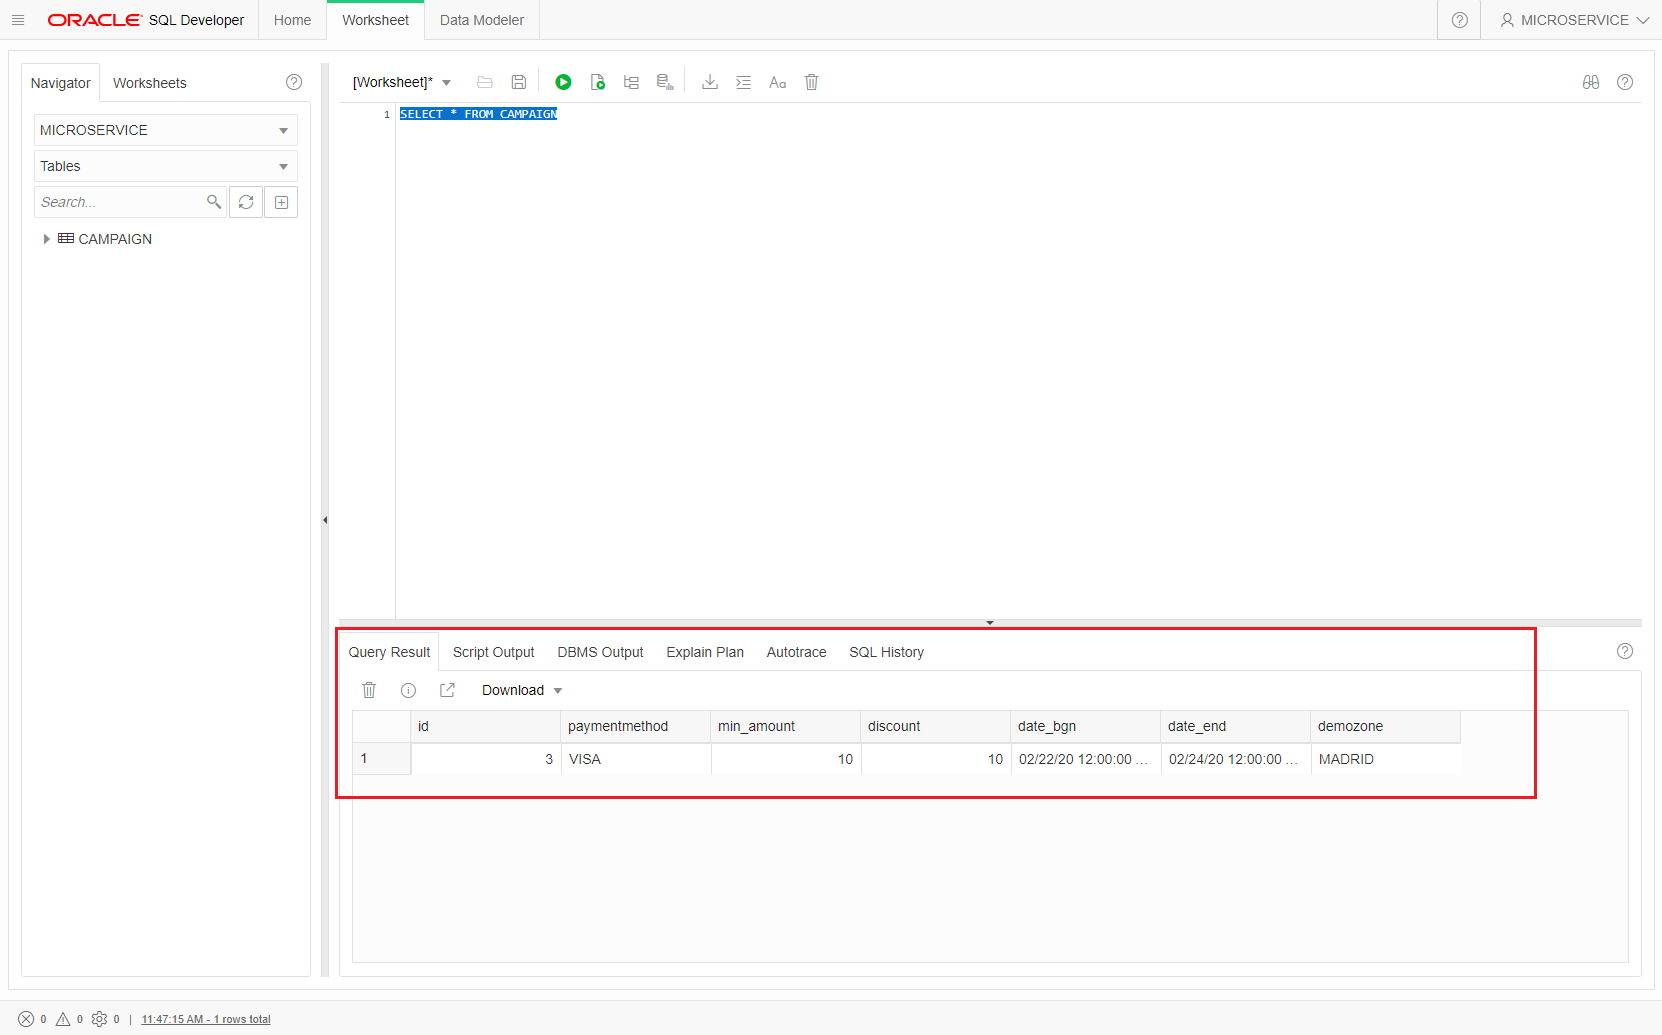 ORACLE SQL Developer Home Worksheet Data Modeler MICROSERVICE
Navigator Worksheets
[Worksheet]*
MICROSERVICE
Tables
Search...
CAMPAIGN
1 SELECT * FROM CAMPAIGN
Query Result Script Output DBMS Output Explain Plan Autotrace SQL History
Download
id paymentmethod min_amount discount date_bgn date_end demozone
1 3 VISA 10 10 02/22/20 12:00:00 ... 02/24/20 12:00:00 ... MADRID
0 0 0 | 11:47:15 AM - 1 rows total